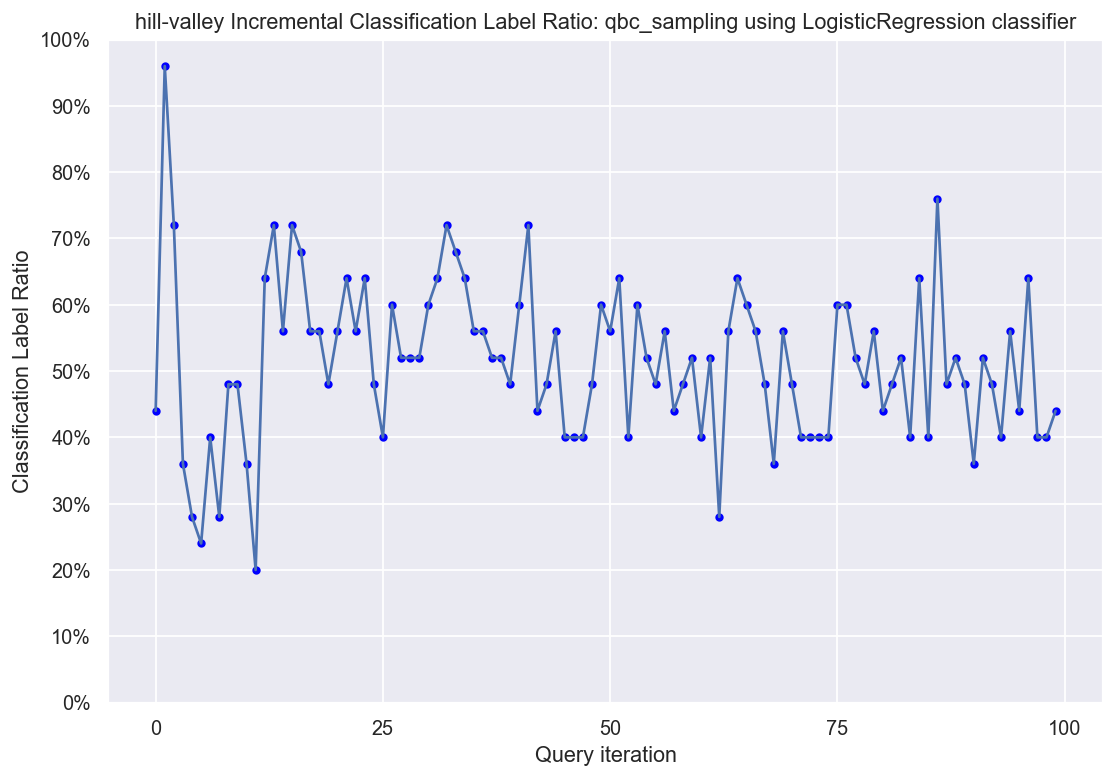 hill-valley Incremental Classification Label Ratio: qbc_sampling using LogisticRegression classifier
100%
90%
80%
70%
60%
50%
40%
30%
20%
10%
0%
Classification Label Ratio
0 25 50 75 100
Query iteration